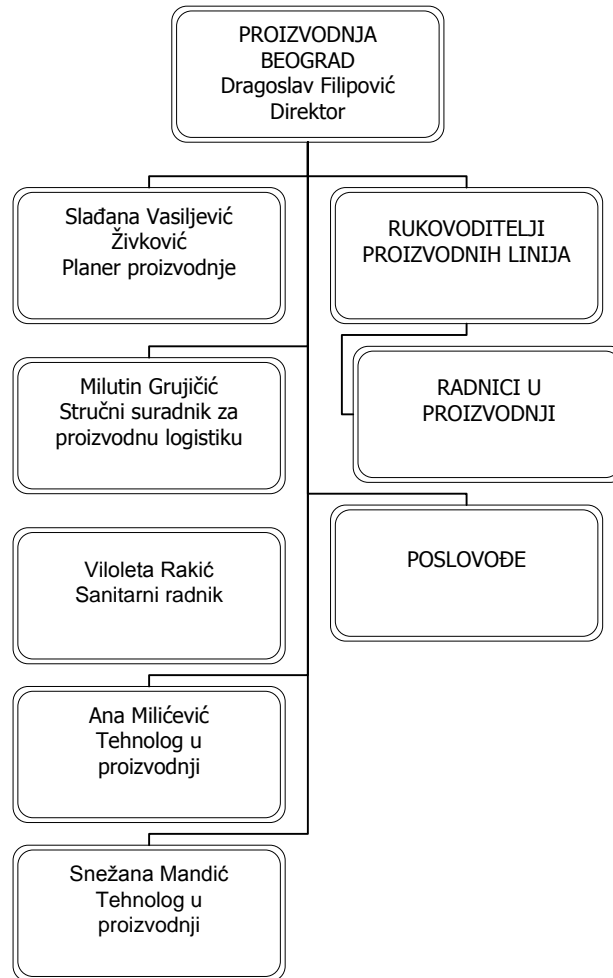 PROIZVODNJA
BEOGRAD
Dragoslav Filipović
Direktor
Slađana Vasiljević
Živković
Planer proizvodnje
RUKOVODITELJI
PROIZVODNIH LINIJA
Milutin Grujičić
Stručni suradnik za
proizvodnu logistiku
RADNICI U
PROIZVODNJI
Viloleta Rakić
Sanitarni radnik
POSLOVOĐE
Ana Milićević
Tehnolog u
proizvodnji
Snežana Mandić
Tehnolog u
proizvodnji